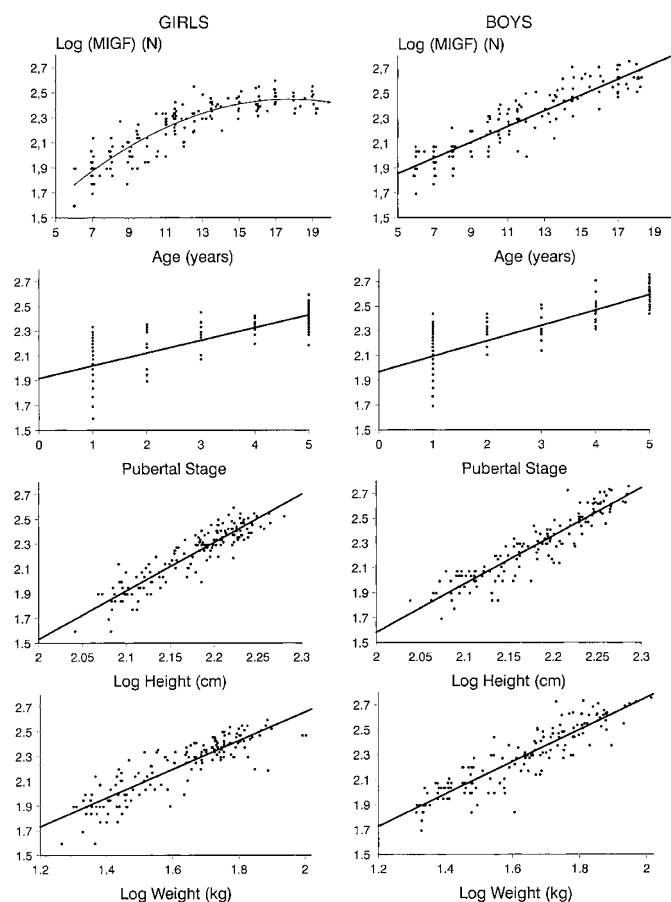 GIRLS
Log (MIGF) (N)
2,7
2.5
2.3
2.1
1.9
1.7
1.5
5 7 9 11 13 15 17 19
Age (years)
BOYS
Log (MIGF) (N)
2,7
2.5
2.3
2.1
1.9
1.7
1.5
5 7 9 11 13 15 17 19
Age (years)
2.7
2.5
2.3
2.1
1.9
1.7
1.5
0 1 2 3 4 5
Pubertal Stage
2.7
2.5
2.3
2.1
1.9
1.7
1.5
0 1 2 3 4 5
Pubertal Stage
2.7
2.5
2.3
2.1
1.9
1.7
1.5
2 2.05 2.1 2.15 2.2 2.25 2.3
Log Height (cm)
2.7
2.5
2.3
2.1
1.9
1.7
1.5
2 2.05 2.1 2.15 2.2 2.25 2.3
Log Height (cm)
2.7
2.5
2.3
2.1
1.9
1.7
1.5
1.2 1.4 1.6 1.8 2
Log Weight (kg)
2.7
2.5
2.3
2.1
1.9
1.7
1.5
1.2 1.4 1.6 1.8 2
Log Weight (kg)